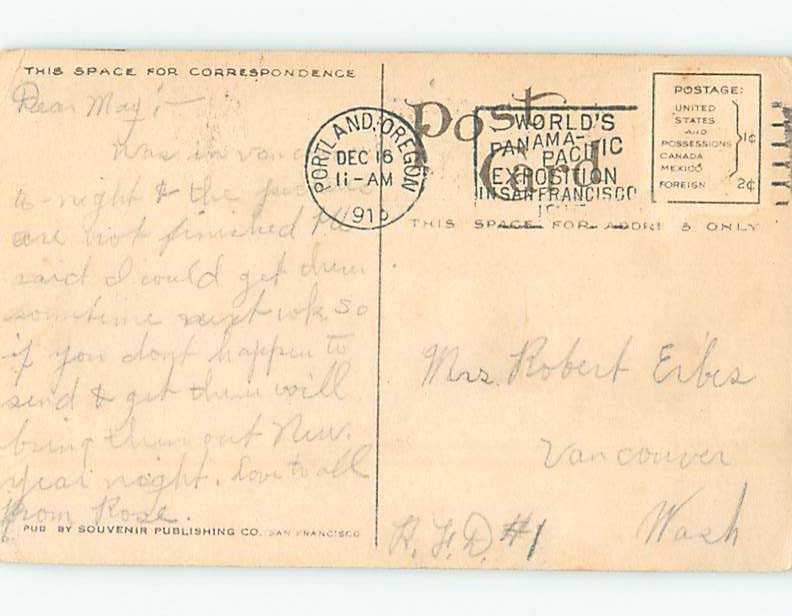 THIS SPACE FOR CORRESPONDENCE
Dear May;—
Was in Vanc
to-night & the
are not finished
said I could get them
sometime next wk. So
if you dont happen to
send & get them will
bring them out New.
year night. Love to all
From Rose.
PUB BY SOUVENIR PUBLISHING CO. SAN FRANCISCO
Post Card
PORTLAND, OREGON
DEC 16
11-AM
191
WORLD'S
PANAMA-
PACIFIC
EXPOSITION
IN SAN FRANCISCO
POSTAGE:
UNITED
STATES
AND
POSSESSIONS 1¢
CANADA
MEXICO
FOREIGN 2¢
THIS SPACE FOR ADDRE S ONLY
Mrs. Robert Erbes
Vancouver
Wash
R.F.D. #1